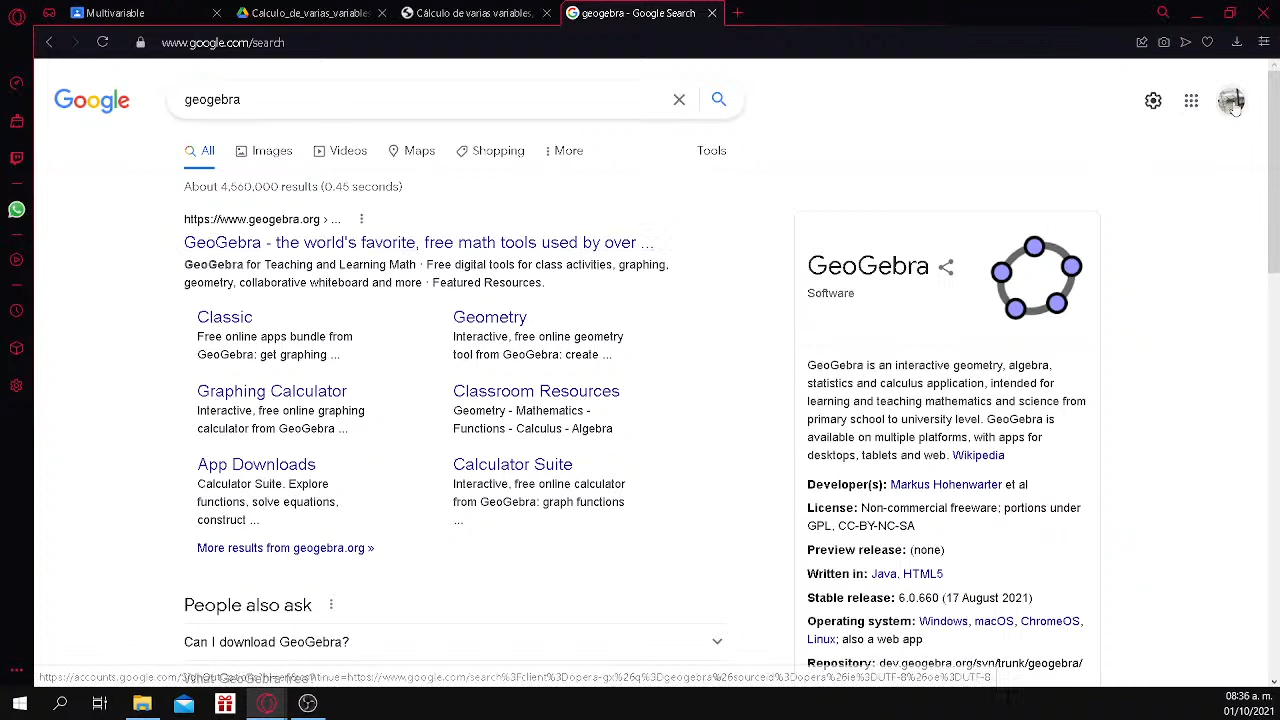 Multivariable
Calculo_de_varias_variables
Cálculo de varias variables,
geogebra - Google Search
www.google.com/search
Google
geogebra
All
Images
Videos
Maps
Shopping
More
Tools
About 4,560,000 results (0.45 seconds)
https://www.geogebra.org › ...
GeoGebra - the world's favorite, free math tools used by over ...
GeoGebra for Teaching and Learning Math · Free digital tools for class activities, graphing,
geometry, collaborative whiteboard and more · Featured Resources.
Classic
Free online apps bundle from
GeoGebra: get graphing ...
Geometry
Interactive, free online geometry
tool from GeoGebra: create ...
Graphing Calculator
Interactive, free online graphing
calculator from GeoGebra ...
Classroom Resources
Geometry - Mathematics -
Functions - Calculus - Algebra
App Downloads
Calculator Suite. Explore
functions, solve equations,
construct ...
Calculator Suite
Interactive, free online calculator
from GeoGebra: graph functions
...
More results from geogebra.org »
People also ask
Can I download GeoGebra?
GeoGebra
Software
GeoGebra is an interactive geometry, algebra,
statistics and calculus application, intended for
learning and teaching mathematics and science from
primary school to university level. GeoGebra is
available on multiple platforms, with apps for
desktops, tablets and web. Wikipedia
Developer(s): Markus Hohenwarter et al
License: Non-commercial freeware; portions under
GPL, CC-BY-NC-SA
Preview release: (none)
Written in: Java, HTML5
Stable release: 6.0.660 (17 August 2021)
Operating system: Windows, macOS, ChromeOS,
Linux; also a web app
Repository: dev.geogebra.org/svn/trunk/geogebra/
08:36 a. m.
01/10/2021